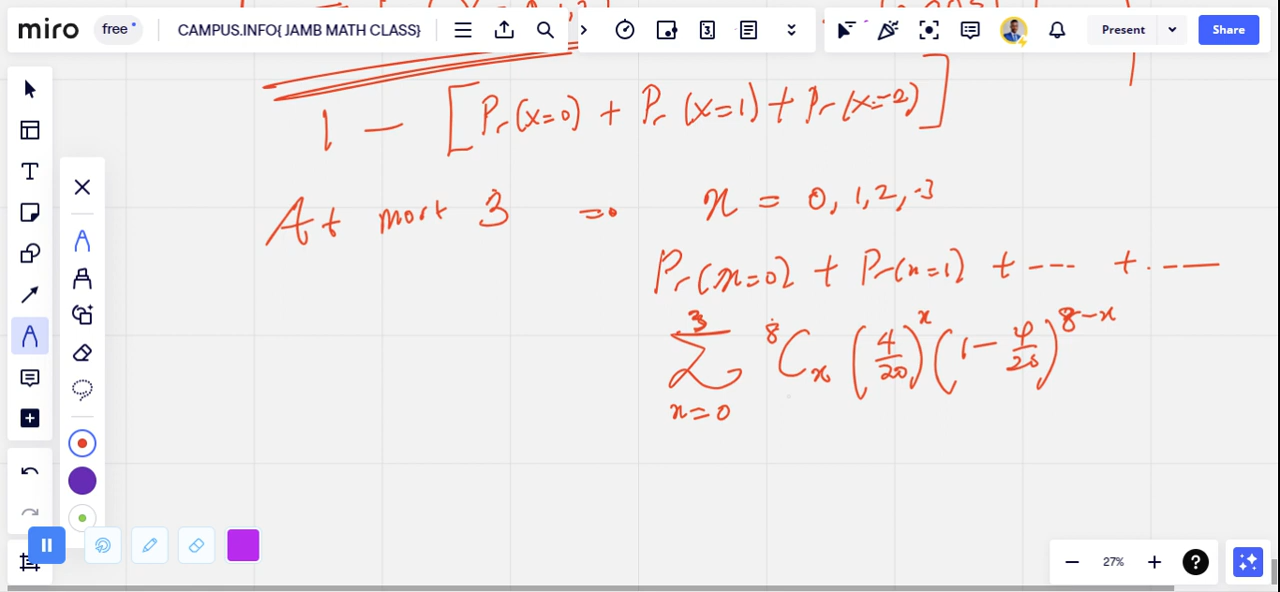 miro free CAMPUS.INFO{ JAMB MATH CLASS} Present Share
1 - [Pr(x=0) + Pr(x=1) + Pr(x=2)]
At most 3 => x = 0, 1, 2, 3
Pr(x=0) + Pr(x=1) + ---- + . ----
3
Σ ⁸Cₓ (4/20)ˣ (1 - 4/20)⁸⁻ˣ
x=0
27%